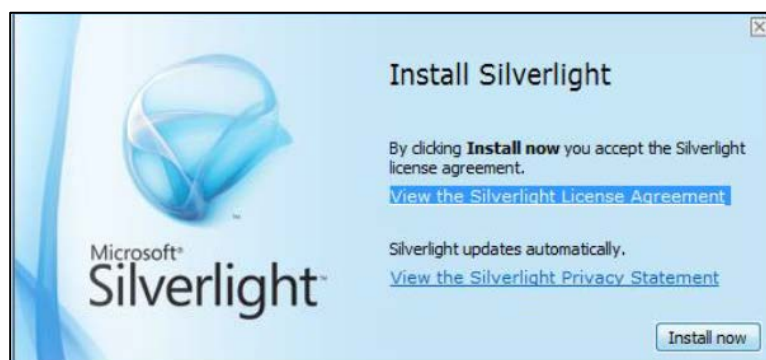 Install Silverlight
By clicking Install now you accept the Silverlight
license agreement.
View the Silverlight License Agreement
Silverlight updates automatically.
View the Silverlight Privacy Statement
Microsoft®
Silverlight™
Install now